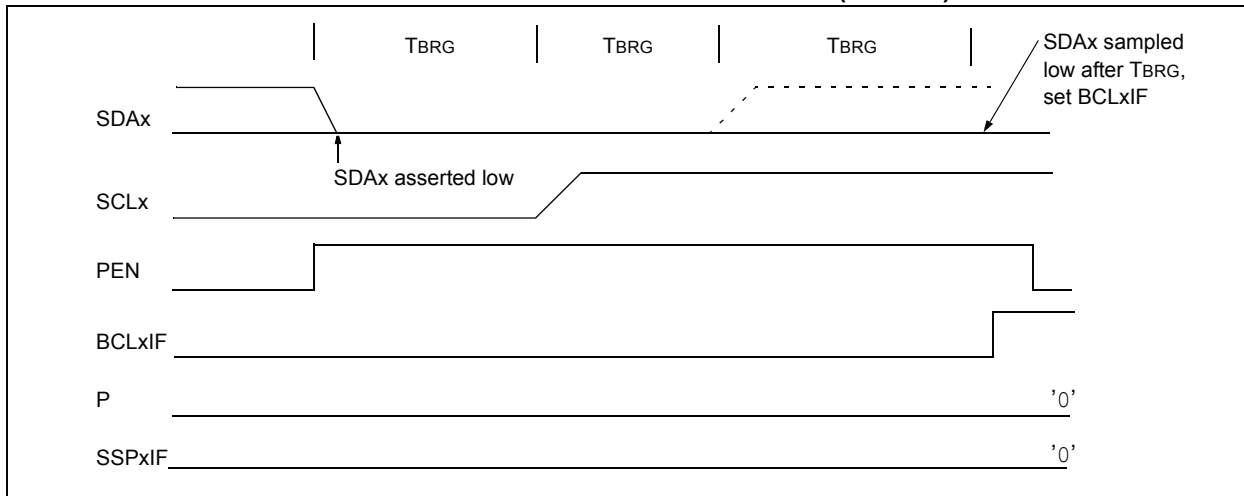 TBRG TBRG TBRG
SDAx sampled
low after TBRG,
set BCLxIF
SDAx
SDAx asserted low
SCLx
PEN
BCLxIF
P '0'
SSPxIF '0'